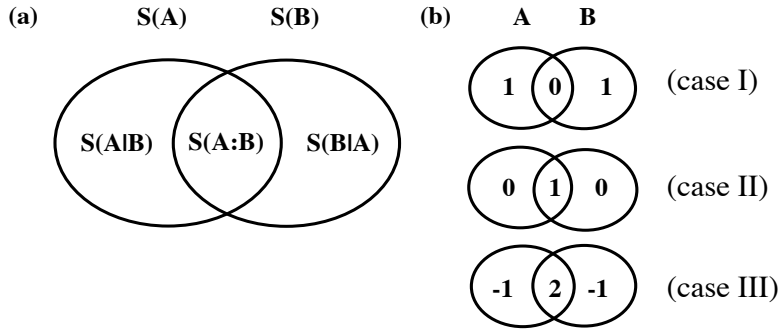 (a)
S(A)
S(B)
S(A|B)
S(A:B)
S(B|A)
(b)
A
B
1
0
1
(case I)
0
1
0
(case II)
-1
2
-1
(case III)